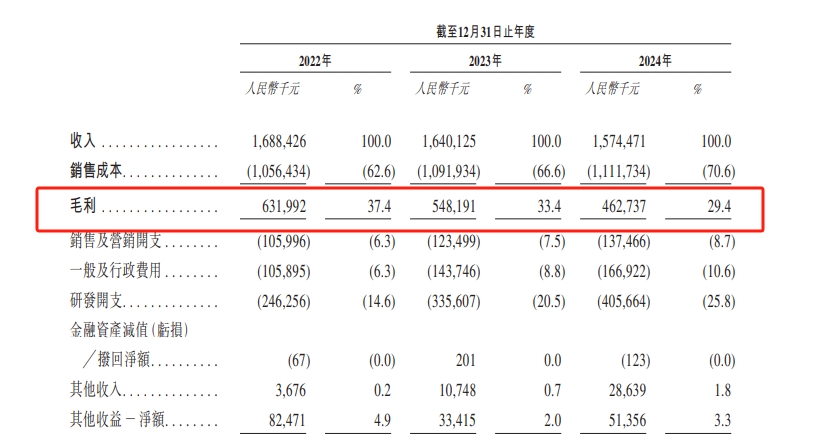 截至12月31日止年度
2022年 2023年 2024年
人民幣千元 % 人民幣千元 % 人民幣千元 %
收入 ................ 1,688,426 100.0 1,640,125 100.0 1,574,471 100.0
銷售成本............. (1,056,434) (62.6) (1,091,934) (66.6) (1,111,734) (70.6)
毛利 ................ 631,992 37.4 548,191 33.4 462,737 29.4
銷售及營銷開支........ (105,996) (6.3) (123,499) (7.5) (137,466) (8.7)
一般及行政費用........ (105,895) (6.3) (143,746) (8.8) (166,922) (10.6)
研發開支............. (246,256) (14.6) (335,607) (20.5) (405,664) (25.8)
金融資產減值(虧損)
／撥回淨額.......... (67) (0.0) 201 0.0 (123) (0.0)
其他收入............. 3,676 0.2 10,748 0.7 28,639 1.8
其他收益－淨額........ 82,471 4.9 33,415 2.0 51,356 3.3